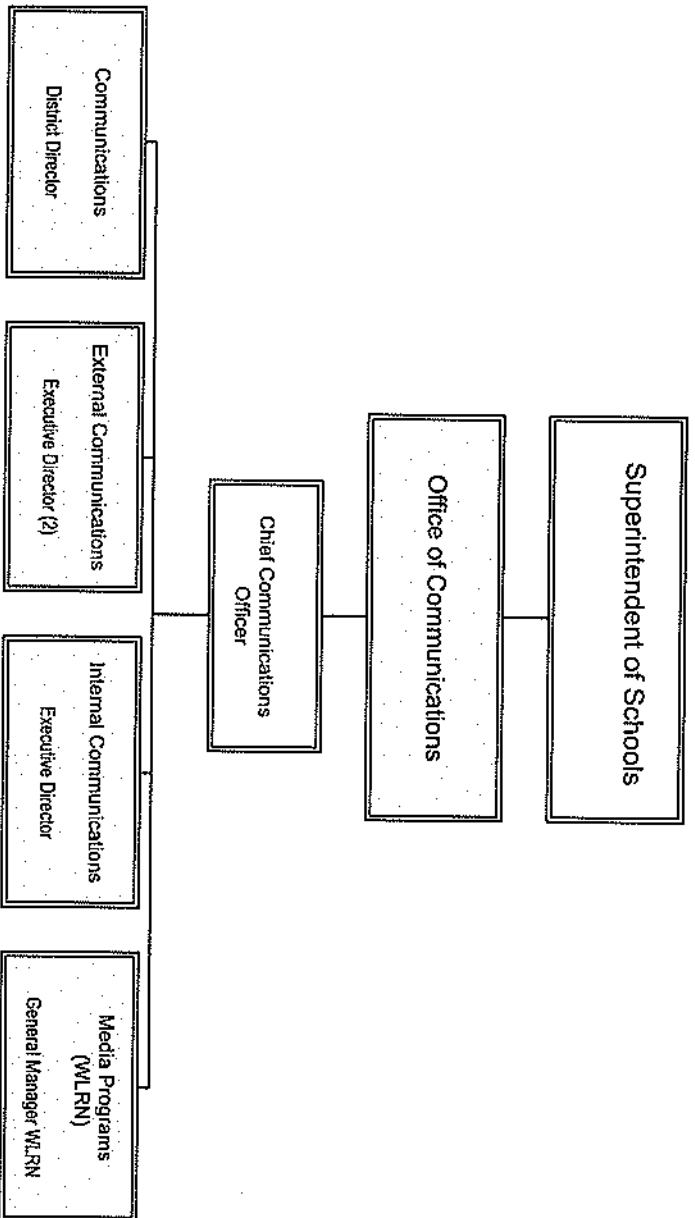 Superintendent of Schools
Office of Communications
Chief Communications
Officer
Communications
District Director
External Communications
Executive Director (2)
Internal Communications
Executive Director
Media Programs
(WLRN)
General Manager WLRN